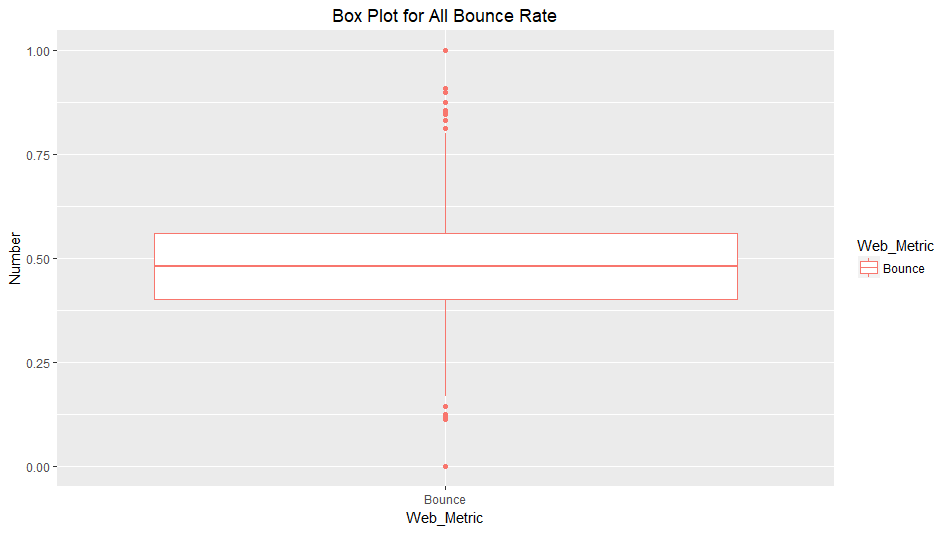 Box Plot for All Bounce Rate
1.00
0.75
0.50
0.25
0.00
Number
Bounce
Web_Metric
Web_Metric
Bounce